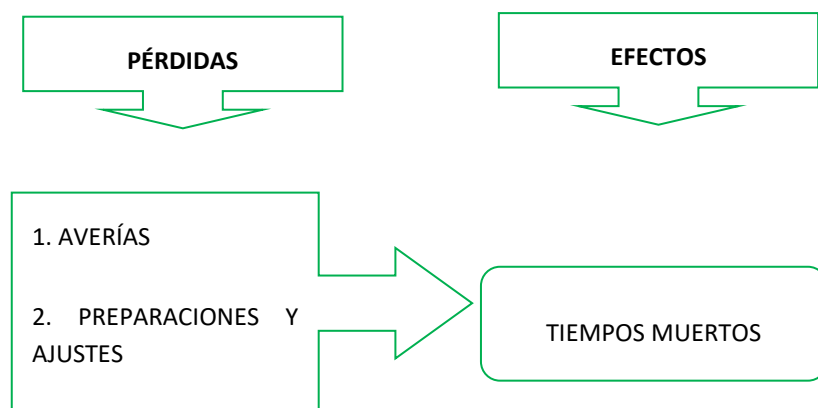 PÉRDIDAS
EFECTOS
1. AVERÍAS
2. PREPARACIONES Y
AJUSTES
TIEMPOS MUERTOS